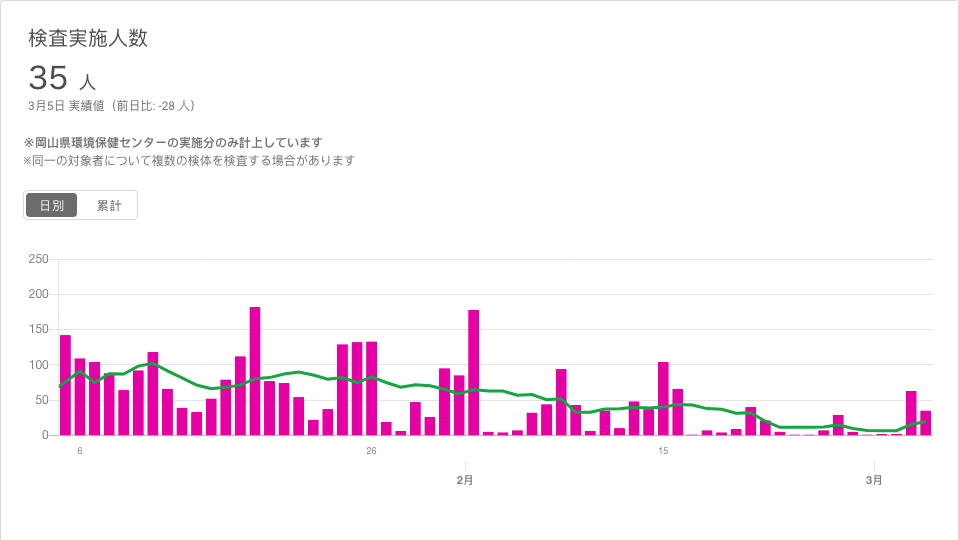 検査実施人数
35 人
3月5日 実績値（前日比: -28 人）
※岡山県環境保健センターの実施分のみ計上しています
※同一の対象者について複数の検体を検査する場合があります
日別 累計
250
200
150
100
50
0
6 26 15
2月 3月